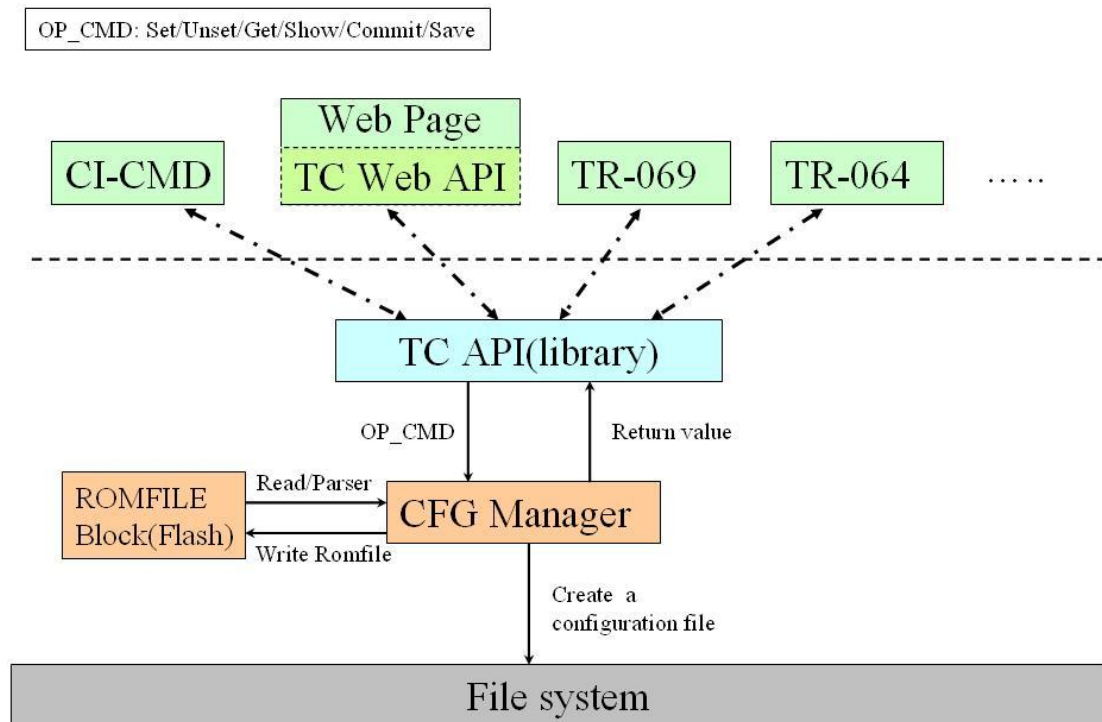 OP_CMD: Set/Unset/Get/Show/Commit/Save
Web Page
CI-CMD
TC Web API
TR-069
TR-064
.....
TC API(library)
OP_CMD
Return value
ROMFILE
Block(Flash)
Read/Parser
CFG Manager
Write Romfile
Create a
configuration file
File system